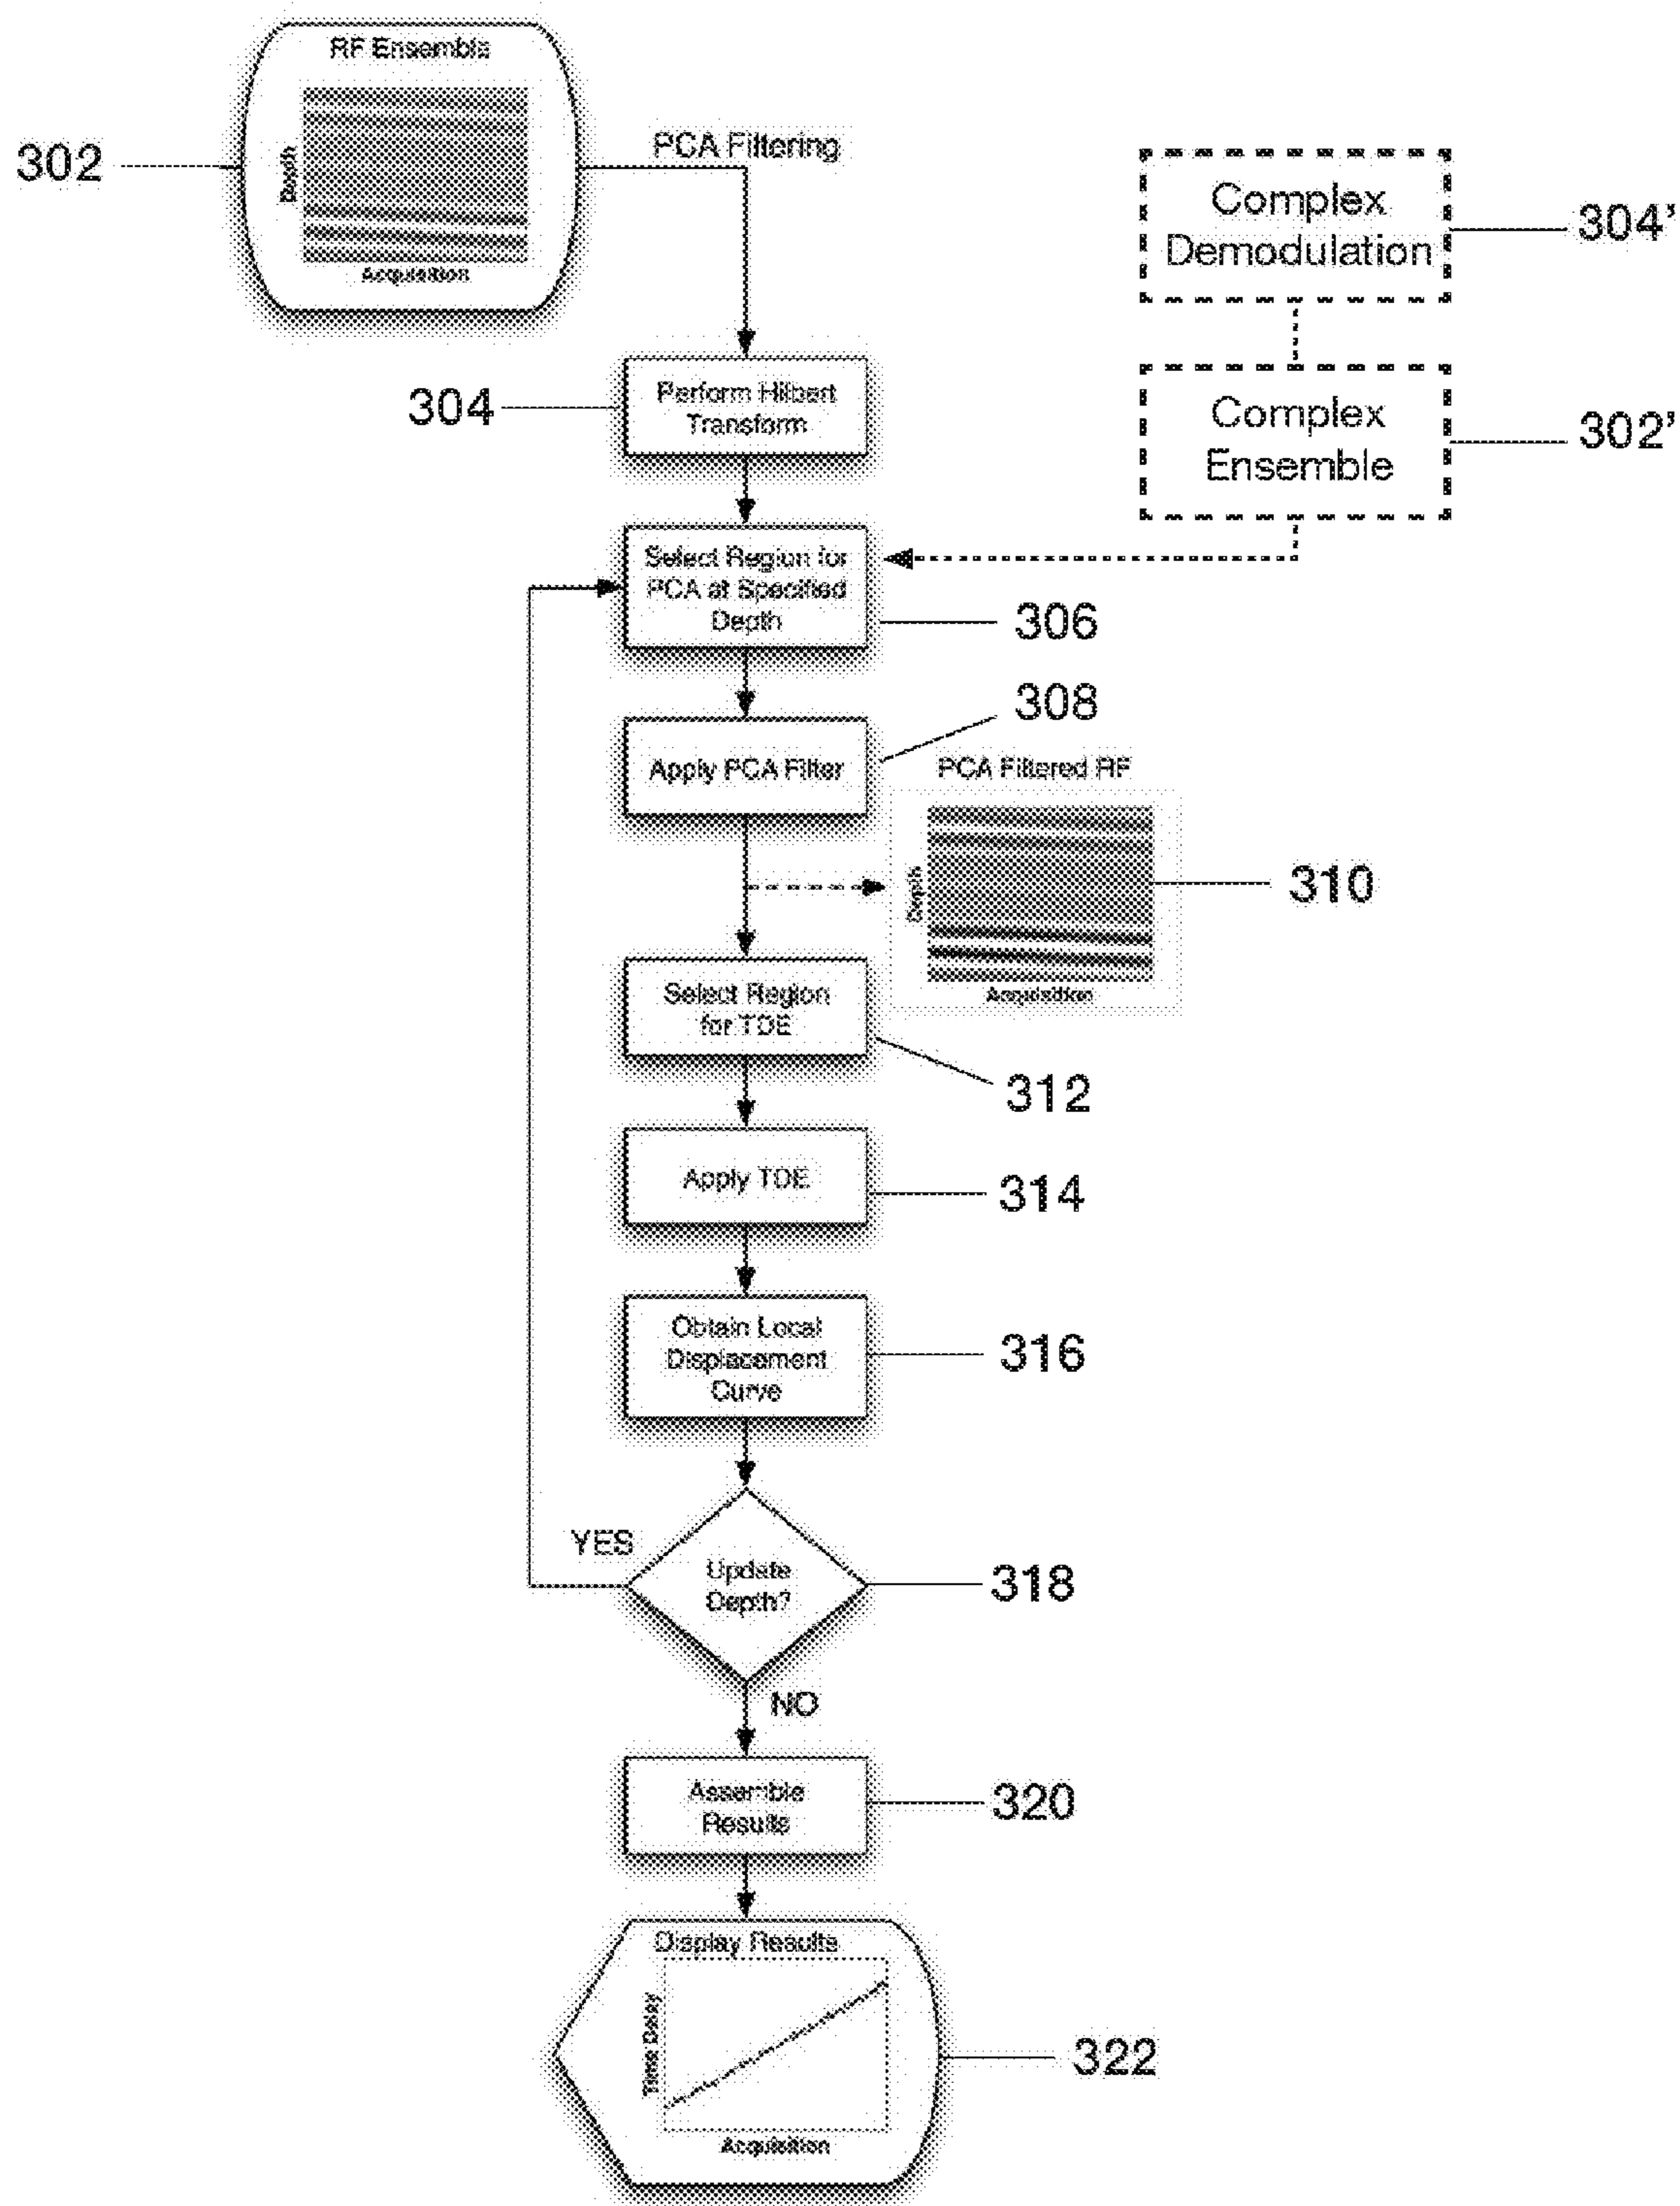 RF Ensemble
Depth
Acquisition
302
PCA Filtering
Complex
Demodulation
304'
Complex
Ensemble
302'
304
Perform Hilbert
Transform
Select Region for
PCA at Specified
Depth
306
308
Apply PCA Filter
PCA Filtered RF
Depth
Acquisition
310
Select Region
for TDE
312
Apply TDE
314
Obtain Local
Displacement
Curve
316
YES
Update
Depth?
318
NO
Assemble
Results
320
Display Results
Time Delay
Acquisition
322